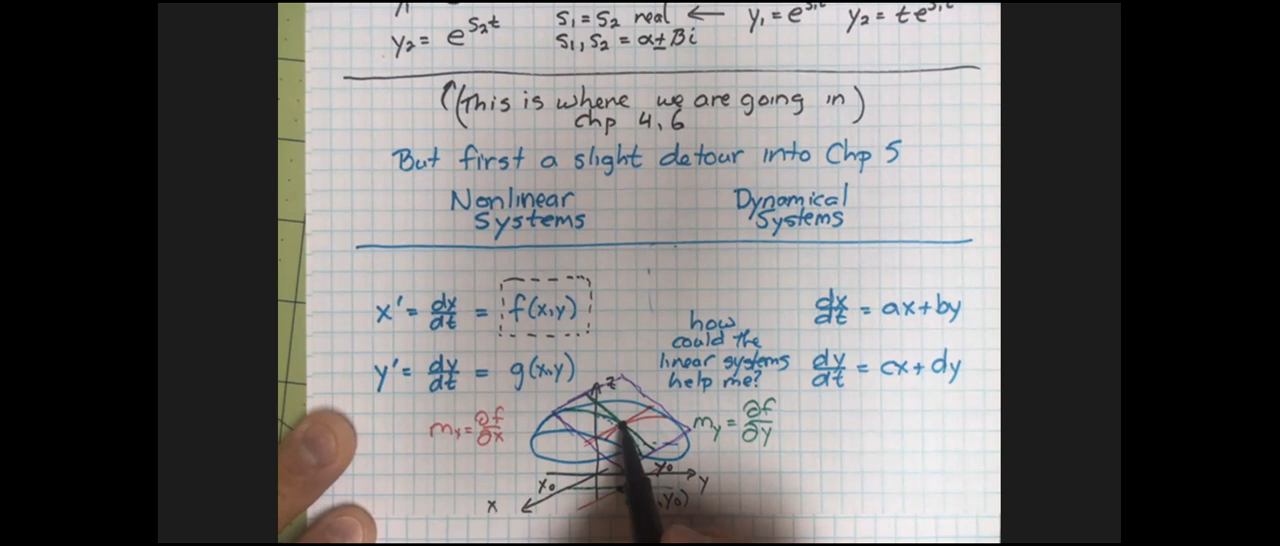 y₂ = e^{s₂t} s₁ = s₂ real ← y₁ = e y₂ = te
s₁, s₂ = α ± Bi
(This is where we are going in)
chp 4,6
But first a slight detour into Chp 5
Nonlinear Dynamical
Systems Systems
x' = dx/dt = f(x,y) dx/dt = ax+by
how
could the
linear systems
help me?
y' = dy/dt = g(x,y) dy/dt = cx+dy
z
mₓ = ∂f/∂x m_y = ∂f/∂y
x₀ y₀ y
x , y₀)